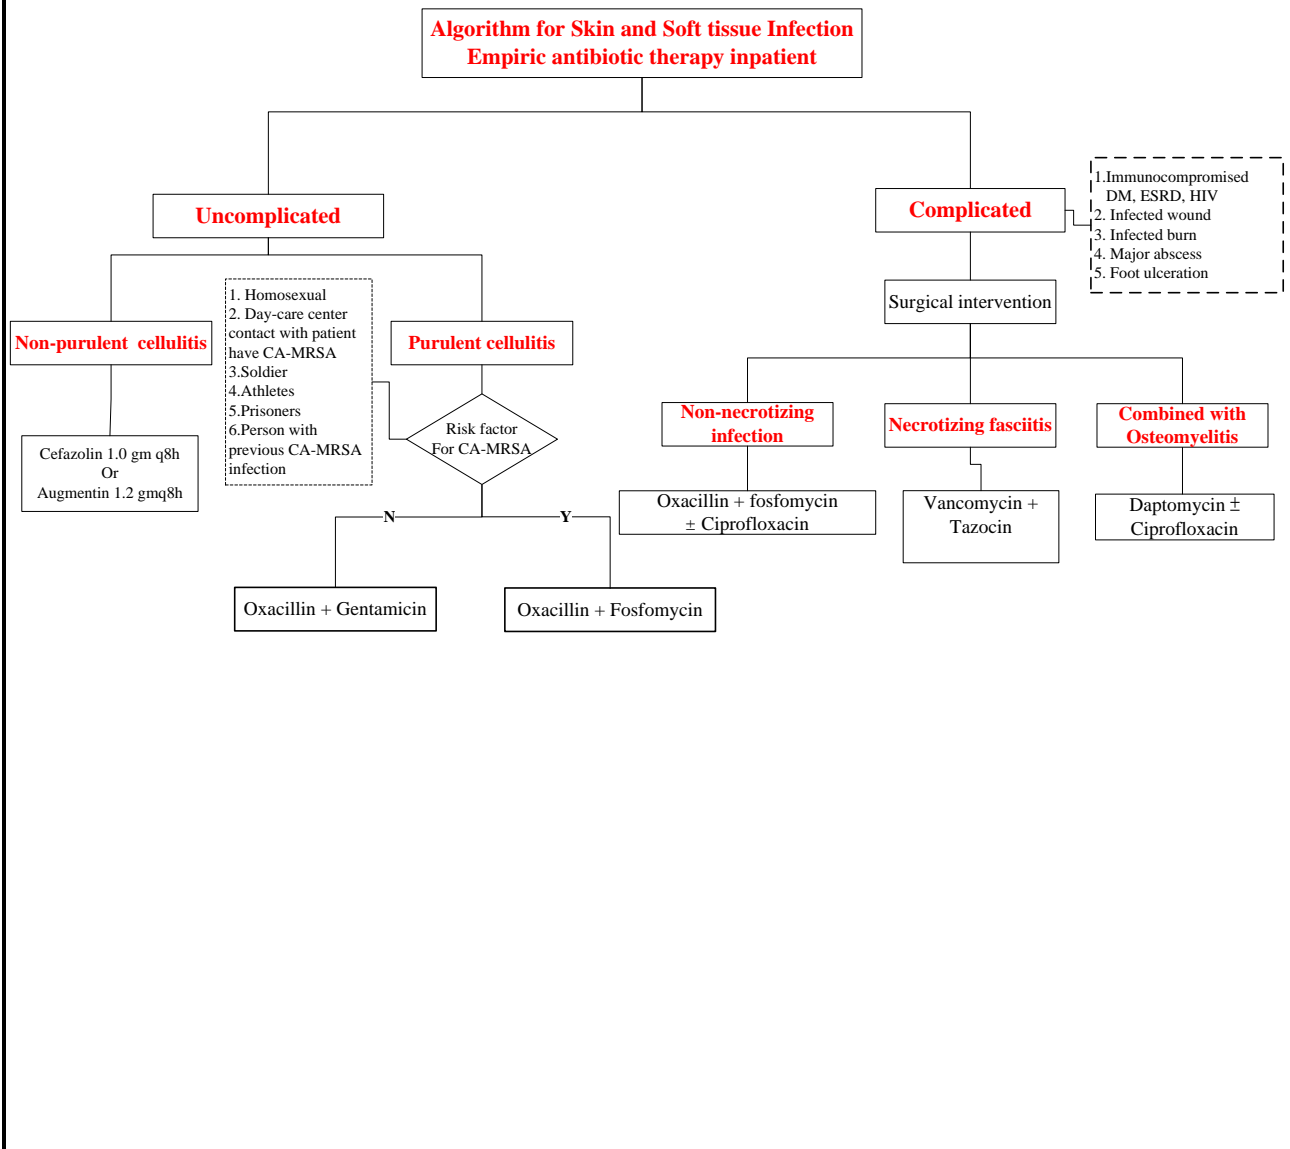 Algorithm for Skin and Soft tissue Infection
Empiric antibiotic therapy inpatient
Uncomplicated
Complicated
1.Immunocompromised
DM, ESRD, HIV
2. Infected wound
3. Infected burn
4. Major abscess
5. Foot ulceration
Surgical intervention
Non-purulent cellulitis
1. Homosexual
2. Day-care center
contact with patient
have CA-MRSA
3.Soldier
4.Athletes
5.Prisoners
6.Person with
previous CA-MRSA
infection
Purulent cellulitis
Risk factor
For CA-MRSA
Cefazolin 1.0 gm q8h
Or
Augmentin 1.2 gmq8h
N
Y
Oxacillin + Gentamicin
Oxacillin + Fosfomycin
Non-necrotizing
infection
Necrotizing fasciitis
Combined with
Osteomyelitis
Oxacillin + fosfomycin
± Ciprofloxacin
Vancomycin +
Tazocin
Daptomycin ±
Ciprofloxacin